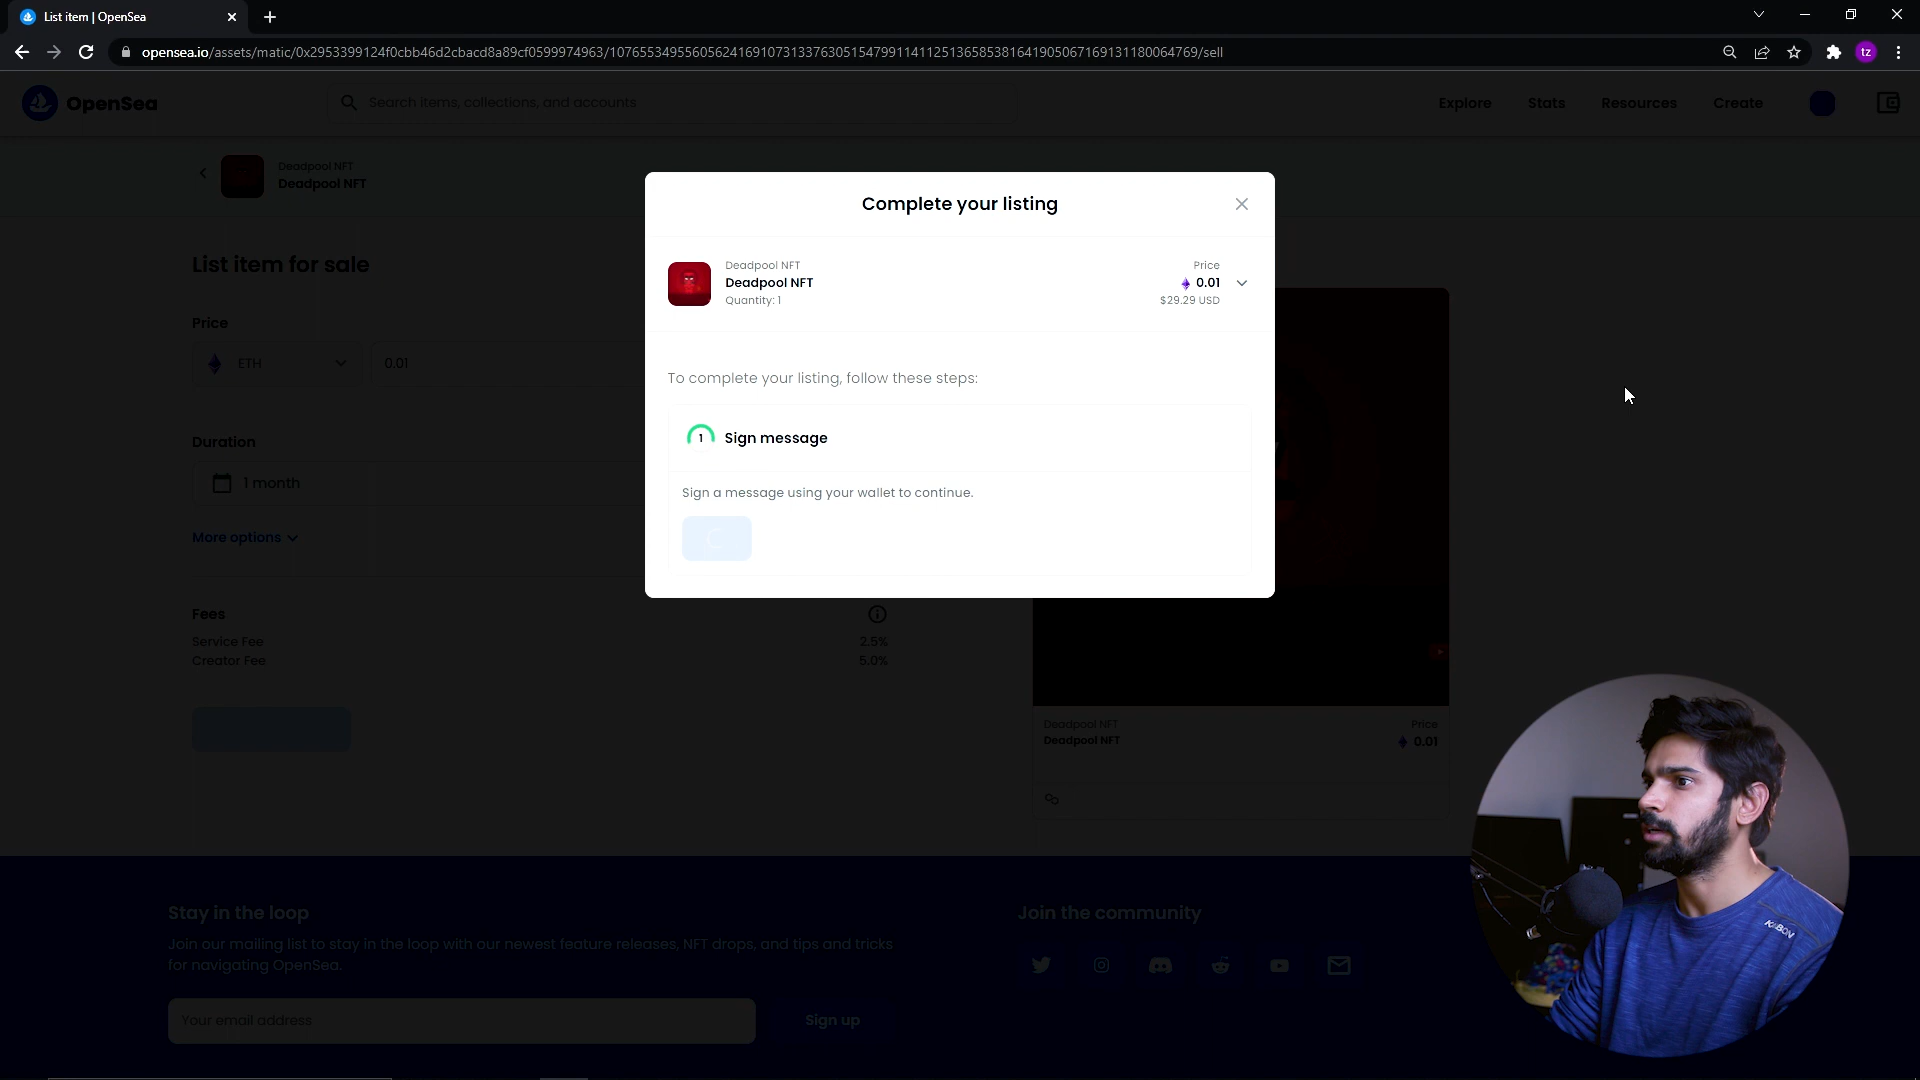 List item | OpenSea
opensea.io/assets/matic/0x2953399124f0cbb46d2cbacd8a89cf0599974963/107655349556056241691073133763051547991141125136585381641905067169131180064769/sell
tz
OpenSea
Search items, collections, and accounts
Explore
Stats
Resources
Create
Deadpool NFT
Deadpool NFT
List item for sale
Price
ETH
0.01
Duration
1 month
More options
Fees
Service Fee
2.5%
Creator Fee
5.0%
Complete your listing
Deadpool NFT
Deadpool NFT
Quantity: 1
Price
0.01
$29.29 USD
To complete your listing, follow these steps:
1 Sign message
Sign a message using your wallet to continue.
Deadpool NFT
Deadpool NFT
Price
0.01
Stay in the loop
Join our mailing list to stay in the loop with our newest feature releases, NFT drops, and tips and tricks
for navigating OpenSea.
Your email address
Sign up
Join the community
KABON